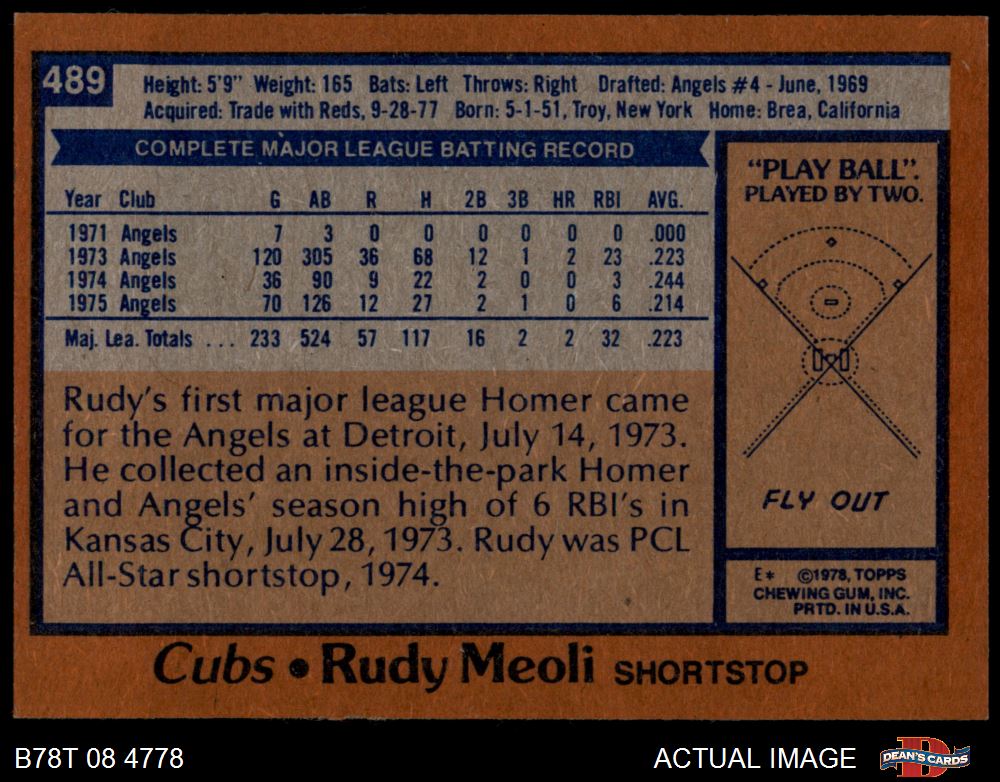 489
Height: 5'9" Weight: 165 Bats: Left Throws: Right Drafted: Angels #4 - June, 1969
Acquired: Trade with Reds, 9-28-77 Born: 5-1-51, Troy, New York Home: Brea, California
COMPLETE MAJOR LEAGUE BATTING RECORD
Year Club G AB R H 2B 3B HR RBI AVG.
1971 Angels 7 3 0 0 0 0 0 0 .000
1973 Angels 120 305 36 68 12 1 2 23 .223
1974 Angels 36 90 9 22 2 0 0 3 .244
1975 Angels 70 126 12 27 2 1 0 6 .214
Maj. Lea. Totals ... 233 524 57 117 16 2 2 32 .223
Rudy's first major league Homer came
for the Angels at Detroit, July 14, 1973.
He collected an inside-the-park Homer
and Angels' season high of 6 RBI's in
Kansas City, July 28, 1973. Rudy was PCL
All-Star shortstop, 1974.
"PLAY BALL".
PLAYED BY TWO.
FLY OUT
E* ©1978, TOPPS
CHEWING GUM, INC.
PRTD. IN U.S.A.
Cubs • Rudy Meoli SHORTSTOP
B78T 08 4778
ACTUAL IMAGE
D
DEAN'S CARDS